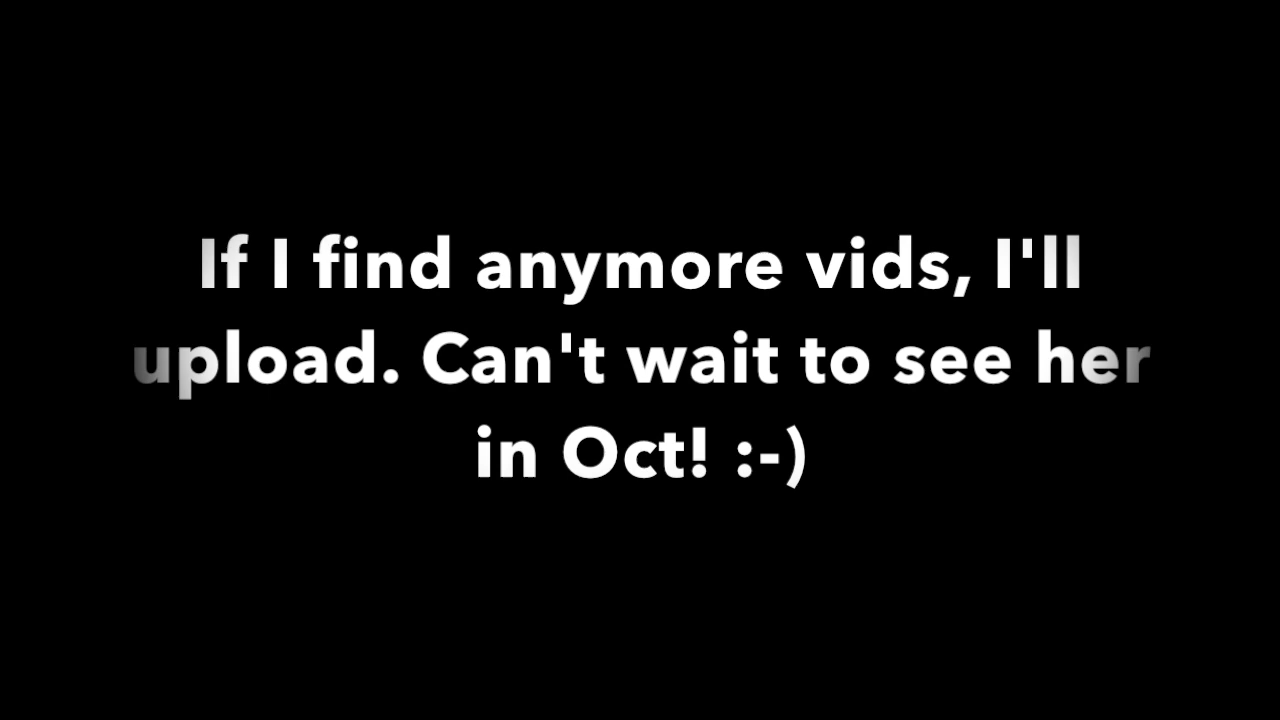 If I find anymore vids, I'll
upload. Can't wait to see her
in Oct! :-)